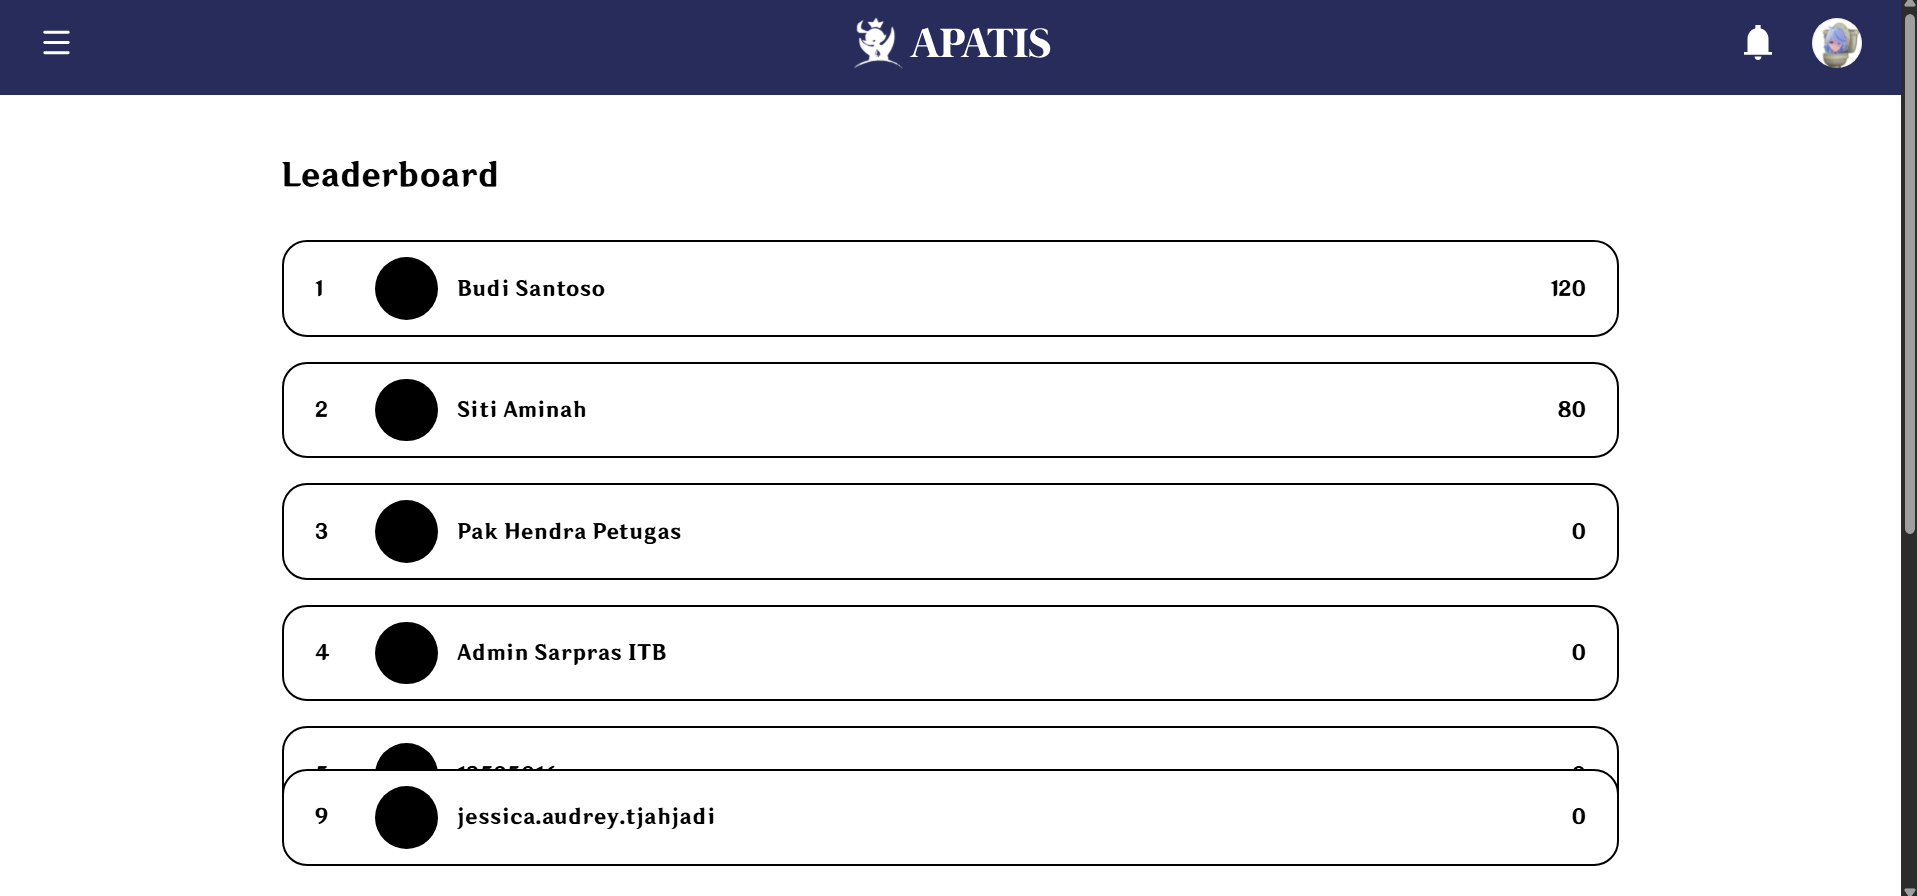 APATIS
Leaderboard
1 Budi Santoso 120
2 Siti Aminah 80
3 Pak Hendra Petugas 0
4 Admin Sarpras ITB 0
9 jessica.audrey.tjahjadi 0